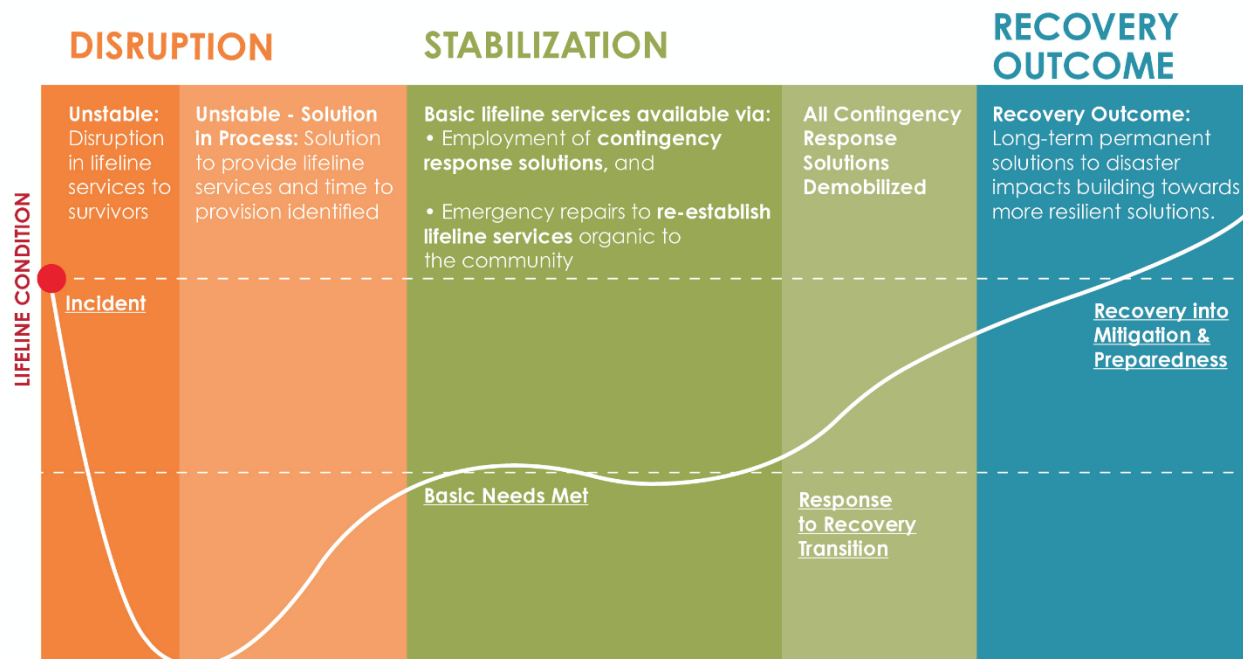 DISRUPTION
STABILIZATION
RECOVERY
OUTCOME
LIFELINE CONDITION
Unstable:
Disruption
in lifeline
services to
survivors
Unstable - Solution
in Process: Solution
to provide lifeline
services and time to
provision identified
Basic lifeline services available via:
• Employment of contingency
response solutions, and
• Emergency repairs to re-establish
lifeline services organic to
the community
All Contingency
Response
Solutions
Demobilized
Recovery Outcome:
Long-term permanent
solutions to disaster
impacts building towards
more resilient solutions.
Incident
Basic Needs Met
Response
to Recovery
Transition
Recovery into
Mitigation &
Preparedness